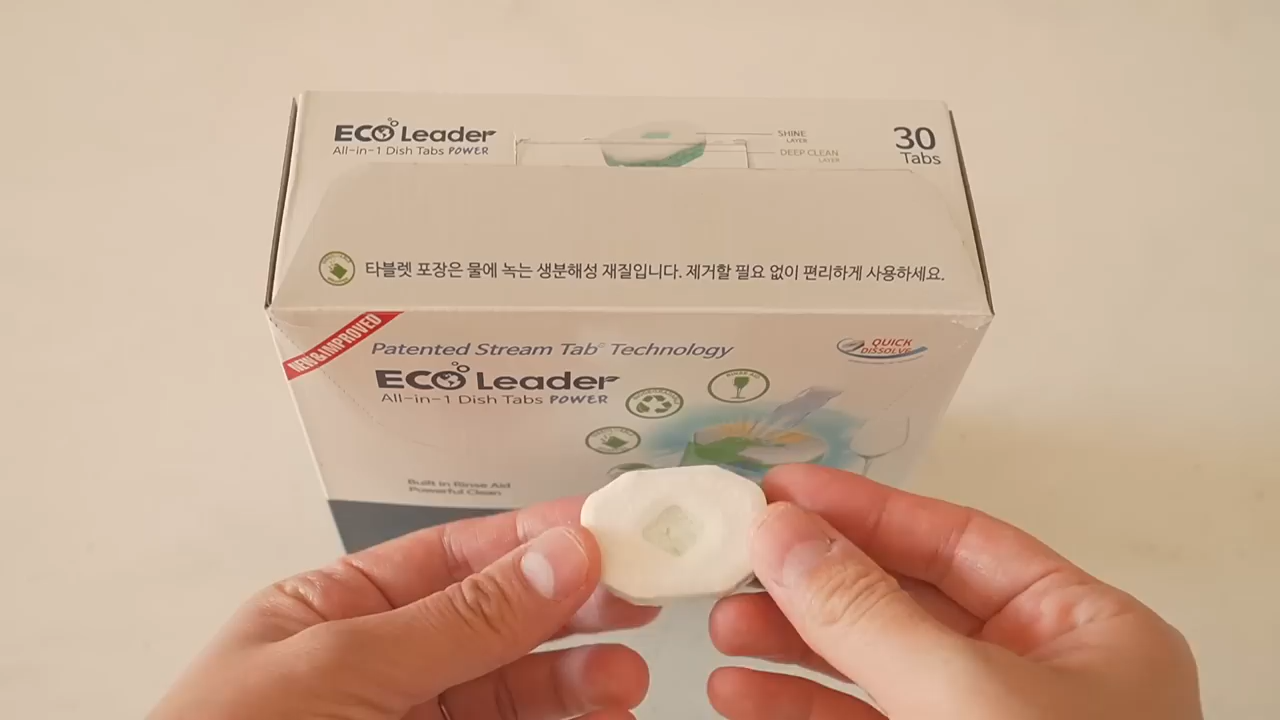 ECO Leader
All-in-1 Dish Tabs POWER
SHINE
LAYER
DEEP CLEAN
LAYER
30
Tabs
타블렛 포장은 물에 녹는 생분해성 재질입니다. 제거할 필요 없이 편리하게 사용하세요.
NEW & IMPROVED
Patented Stream Tab® Technology
QUICK
DISSOLVE
ECO Leader
All-in-1 Dish Tabs POWER
RINSE AID
Built in Rinse Aid
Powerful Clean